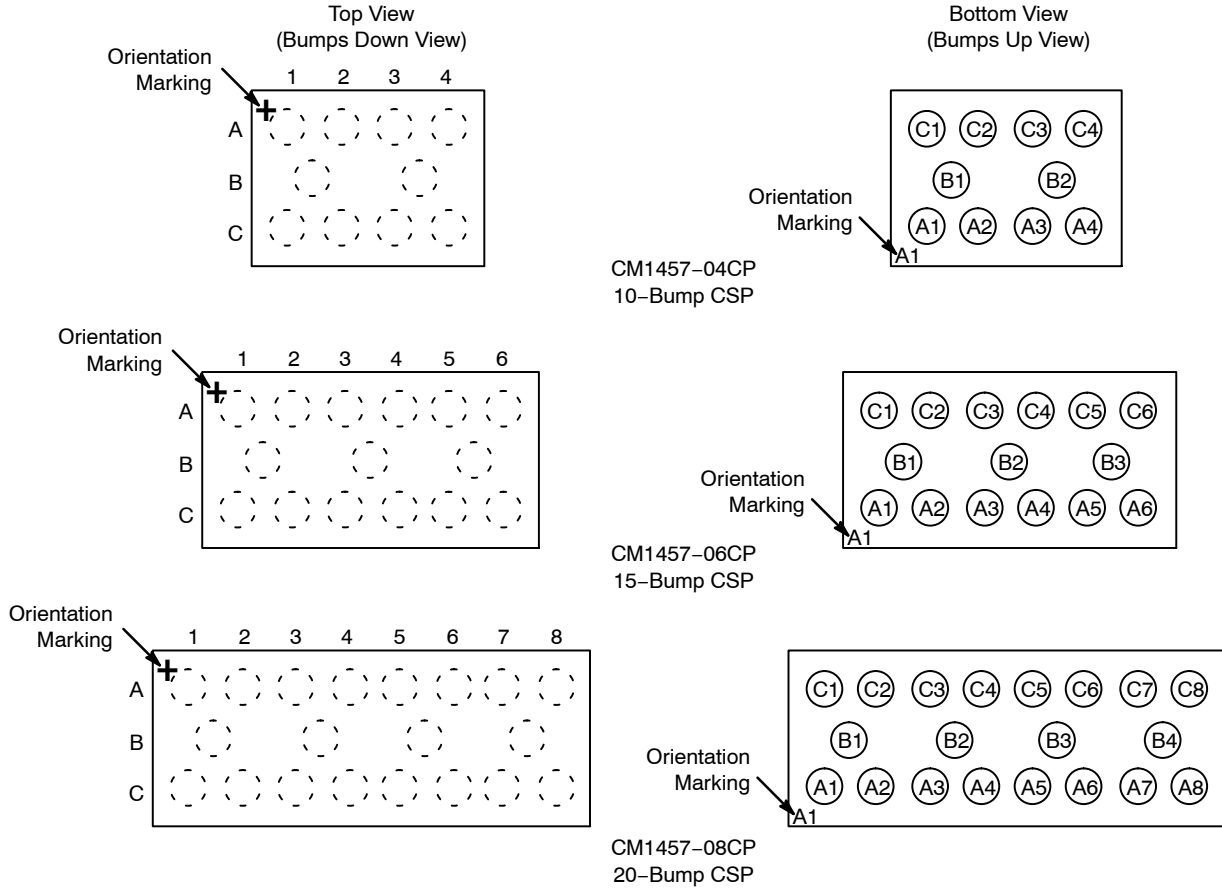 Top View
(Bumps Down View)
Orientation
Marking
1 2 3 4
+
A
B
C
Bottom View
(Bumps Up View)
C1 C2 C3 C4
B1 B2
Orientation
Marking
A1 A2 A3 A4
A1
CM1457−04CP
10−Bump CSP
Orientation
Marking
1 2 3 4 5 6
+
A
B
C
C1 C2 C3 C4 C5 C6
B1 B2 B3
Orientation
Marking
A1 A2 A3 A4 A5 A6
A1
CM1457−06CP
15−Bump CSP
Orientation
Marking
1 2 3 4 5 6 7 8
+
A
B
C
C1 C2 C3 C4 C5 C6 C7 C8
B1 B2 B3 B4
Orientation
Marking
A1 A2 A3 A4 A5 A6 A7 A8
A1
CM1457−08CP
20−Bump CSP